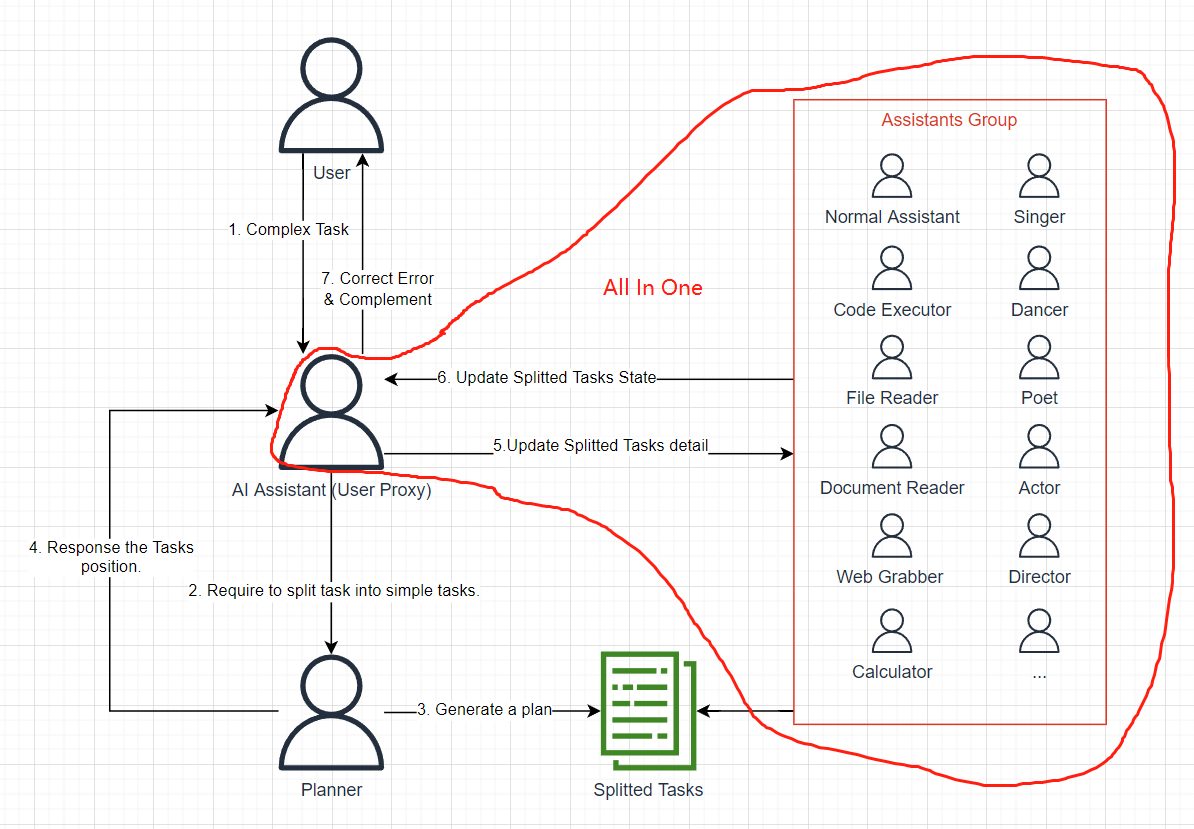 Assistants Group
User
Normal Assistant
Singer
1. Complex Task
7. Correct Error
& Complement
All In One
Code Executor
Dancer
6. Update Splitted Tasks State
File Reader
Poet
5.Update Splitted Tasks detail
AI Assistant (User Proxy)
Document Reader
Actor
4. Response the Tasks
position.
2. Require to split task into simple tasks.
Web Grabber
Director
Calculator
...
3. Generate a plan
Planner
Splitted Tasks